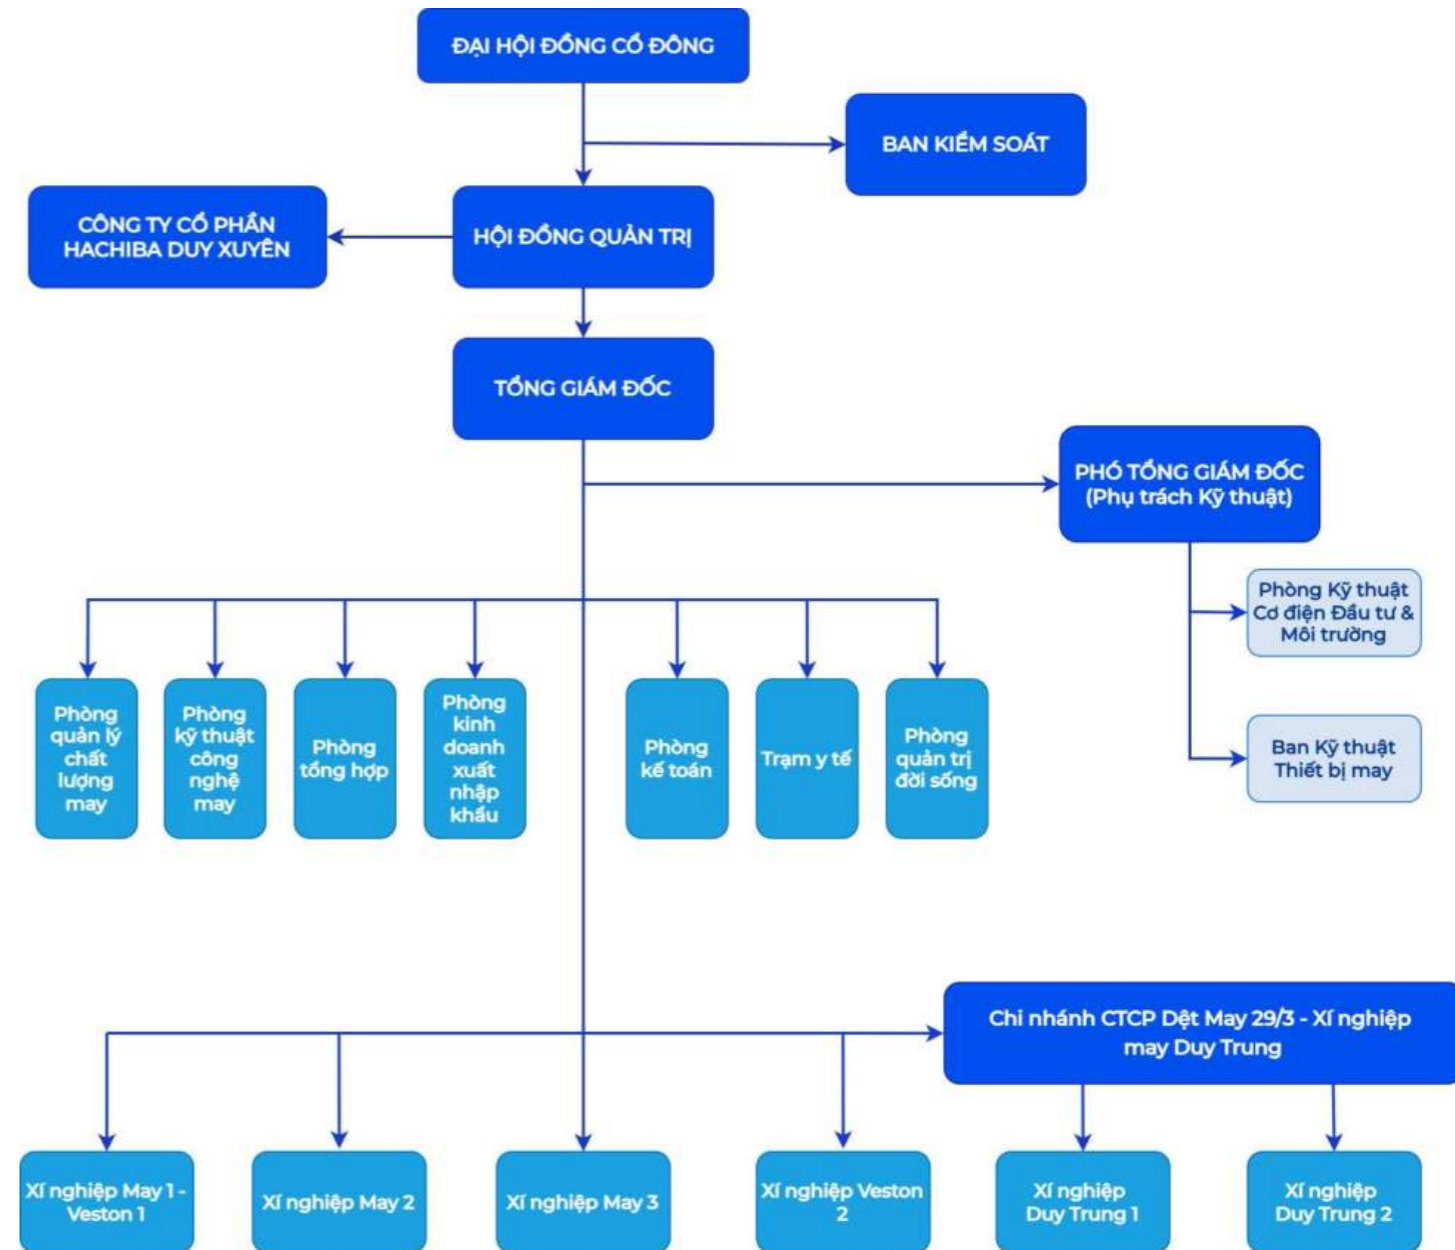 ĐẠI HỘI ĐỒNG CỔ ĐÔNG
BAN KIỂM SOÁT
CÔNG TY CỔ PHẦN
HACHIBA DUY XUYÊN
HỘI ĐỒNG QUẢN TRỊ
TỔNG GIÁM ĐỐC
PHÓ TỔNG GIÁM ĐỐC
(Phụ trách Kỹ thuật)
Phòng Kỹ thuật
Cơ điện Đầu tư &
Môi trường
Ban Kỹ thuật
Thiết bị may
Phòng
quản lý
chất
lượng
may
Phòng
kỹ thuật
công
nghệ
may
Phòng
tổng hợp
Phòng
kinh
doanh
xuất
nhập
khẩu
Phòng
kế toán
Trạm y tế
Phòng
quản trị
đời sống
Chi nhánh CTCP Dệt May 29/3 - Xí nghiệp
may Duy Trung
Xí nghiệp May 1 -
Veston 1
Xí nghiệp May 2
Xí nghiệp May 3
Xí nghiệp Veston
2
Xí nghiệp
Duy Trung 1
Xí nghiệp
Duy Trung 2